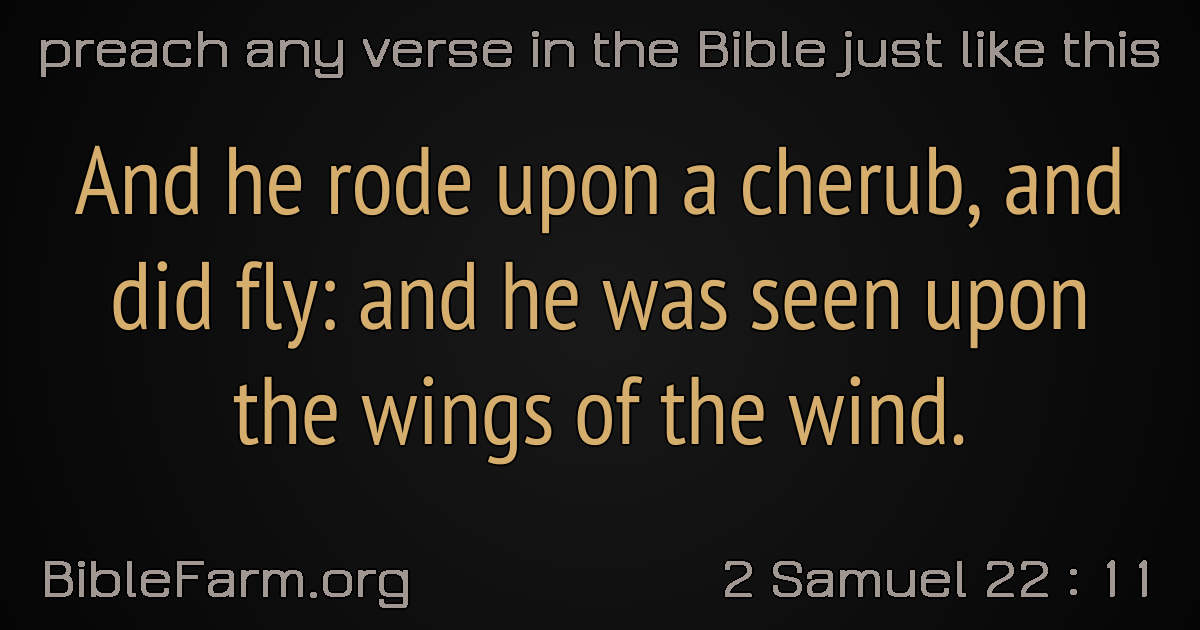 preach any verse in the Bible just like this
And he rode upon a cherub, and
did fly: and he was seen upon
the wings of the wind.
BibleFarm.org
2 Samuel 22 : 11